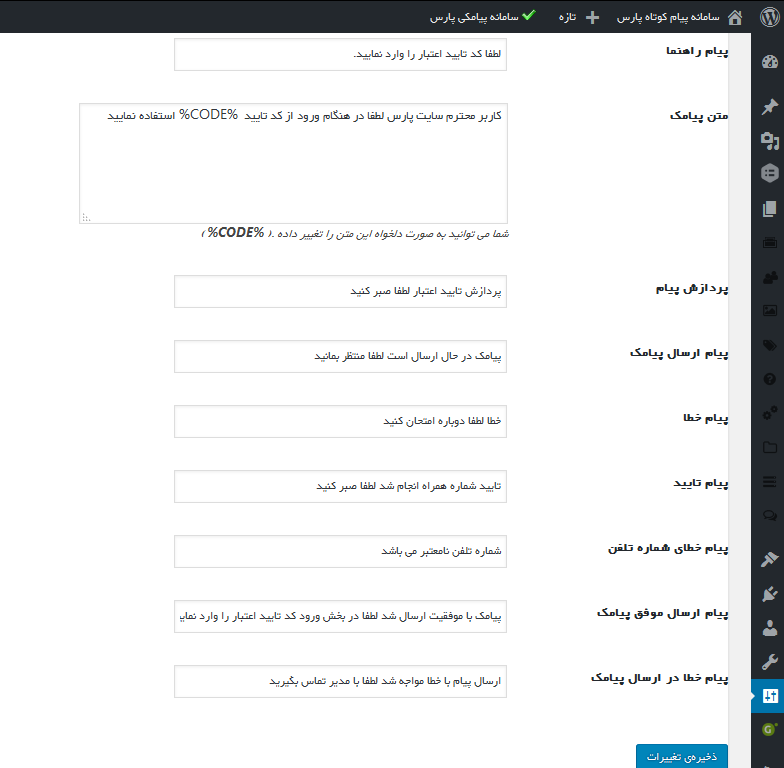 سامانه پیام کوتاه پارس تازه سامانه پیامکی پارس
پیام راهنما
لطفا کد تایید اعتبار را وارد نمایید.
متن پیامک
کاربر محترم سایت پارس لطفا در هنگام ورود از کد تایید %CODE% استفاده نمایید
شما می توانید به صورت دلخواه این متن را تغییر داده .( %CODE% )
پردازش پیام
پردازش تایید اعتبار لطفا صبر کنید
پیام ارسال پیامک
پیامک در حال ارسال است لطفا منتظر بمانید
پیام خطا
خطا لطفا دوباره امتحان کنید
پیام تایید
تایید شماره همراه انجام شد لطفا صبر کنید
پیام خطای شماره تلفن
شماره تلفن نامعتبر می باشد
پیام ارسال موفق پیامک
پیامک با موفقیت ارسال شد لطفا در بخش ورود کد تایید اعتبار را وارد نمای
پیام خطا در ارسال پیامک
ارسال پیام با خطا مواجه شد لطفا با مدیر تماس بگیرید
ذخیره‌ی تغییرات